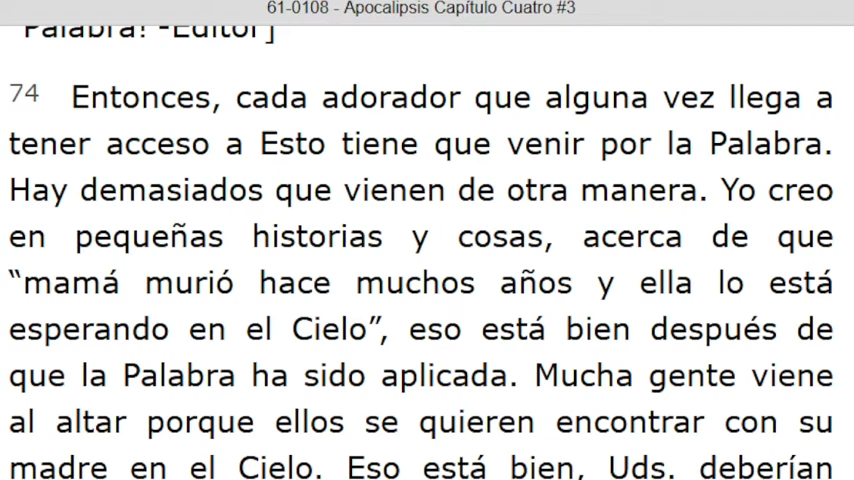 61-0108 - Apocalipsis Capítulo Cuatro #3
Palabra! -Editor]
74 Entonces, cada adorador que alguna vez llega a
tener acceso a Esto tiene que venir por la Palabra.
Hay demasiados que vienen de otra manera. Yo creo
en pequeñas historias y cosas, acerca de que
“mamá murió hace muchos años y ella lo está
esperando en el Cielo”, eso está bien después de
que la Palabra ha sido aplicada. Mucha gente viene
al altar porque ellos se quieren encontrar con su
madre en el Cielo. Eso está bien, Uds. deberían